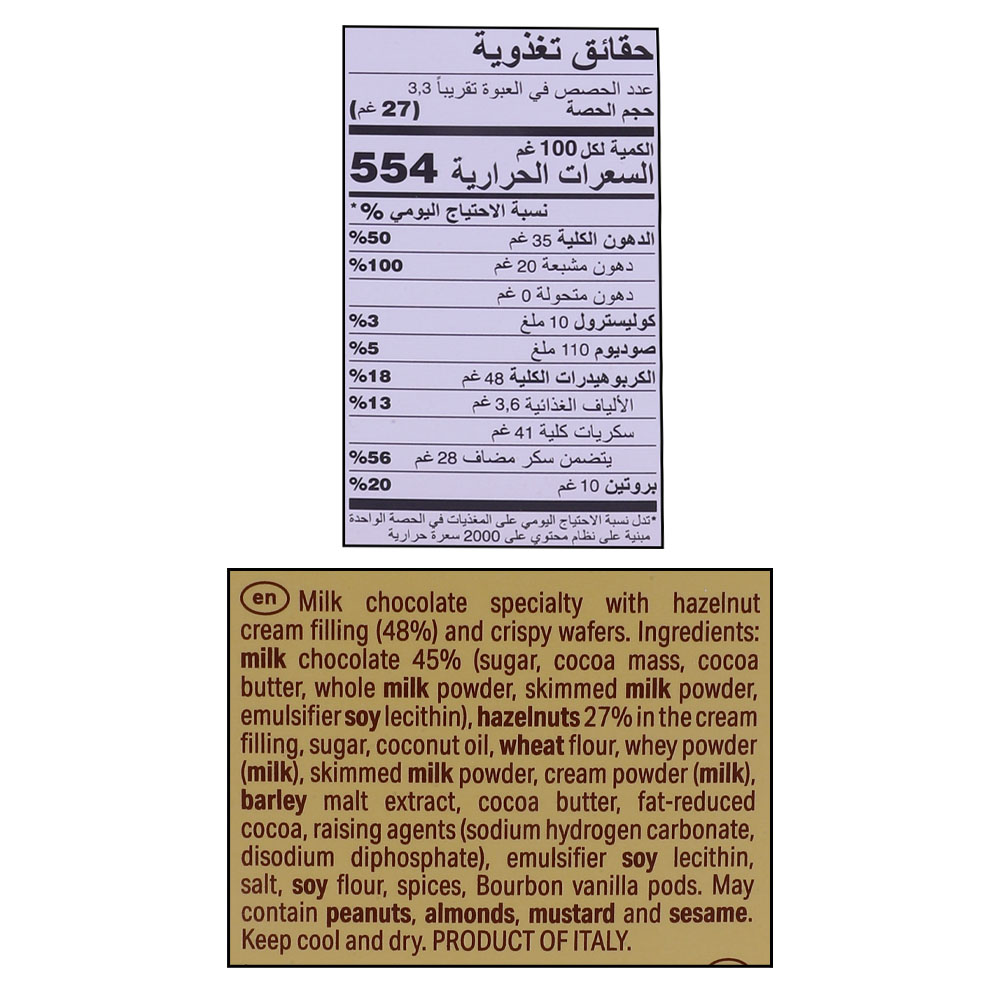 حقائق تغذوية
عدد الحصص في العبوة تقريباً 3,3
حجم الحصة (27 غم)
الكمية لكل 100 غم
السعرات الحرارية 554
نسبة الاحتياج اليومي %*
الدهون الكلية 35 غم %50
دهون مشبعة 20 غم %100
دهون متحولة 0 غم
كوليسترول 10 ملغ %3
صوديوم 110 ملغ %5
الكربوهيدرات الكلية 48 غم %18
الألياف الغذائية 3,6 غم %13
سكريات كلية 41 غم
يتضمن سكر مضاف 28 غم %56
بروتين 10 غم %20
*تدل نسبة الاحتياج اليومي على المغذيات في الحصة الواحدة
مبنية على نظام محتوي على 2000 سعرة حرارية
en Milk chocolate specialty with hazelnut
cream filling (48%) and crispy wafers. Ingredients:
milk chocolate 45% (sugar, cocoa mass, cocoa
butter, whole milk powder, skimmed milk powder,
emulsifier soy lecithin), hazelnuts 27% in the cream
filling, sugar, coconut oil, wheat flour, whey powder
(milk), skimmed milk powder, cream powder (milk),
barley malt extract, cocoa butter, fat-reduced
cocoa, raising agents (sodium hydrogen carbonate,
disodium diphosphate), emulsifier soy lecithin,
salt, soy flour, spices, Bourbon vanilla pods. May
contain peanuts, almonds, mustard and sesame.
Keep cool and dry. PRODUCT OF ITALY.